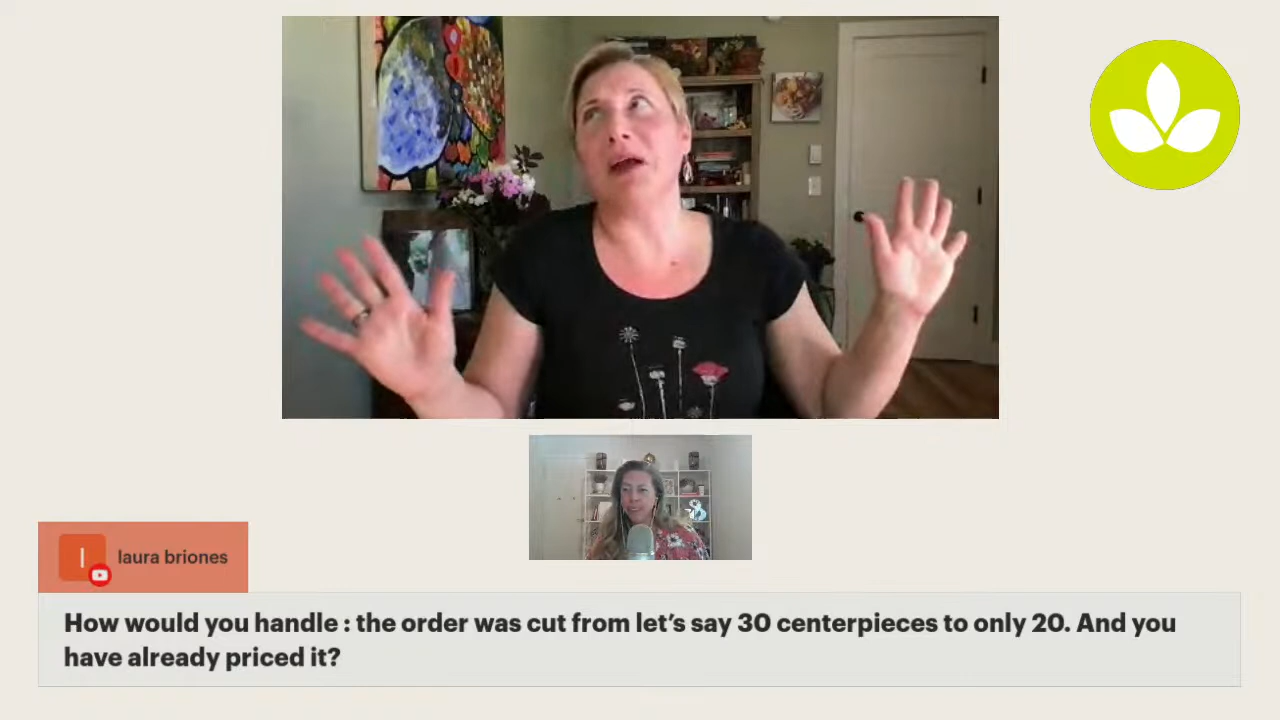 l
laura briones
How would you handle : the order was cut from let’s say 30 centerpieces to only 20. And you
have already priced it?